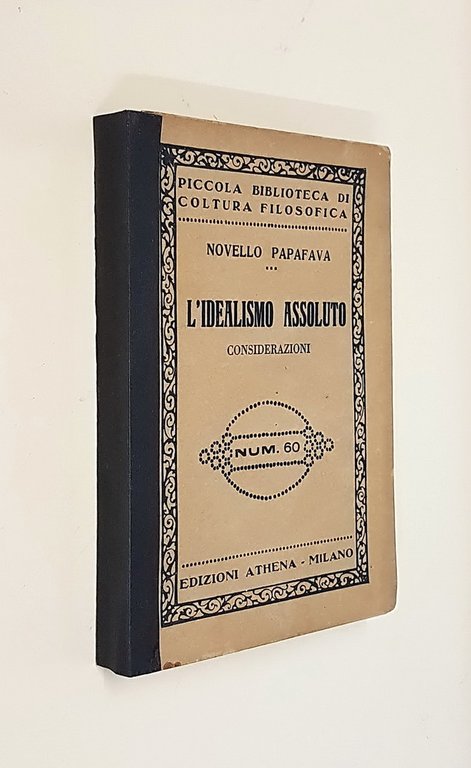 PICCOLA BIBLIOTECA DI
COLTURA FILOSOFICA
NOVELLO PAPAFAVA
L'IDEALISMO ASSOLUTO
CONSIDERAZIONI
NUM. 60
EDIZIONI ATHENA - MILANO